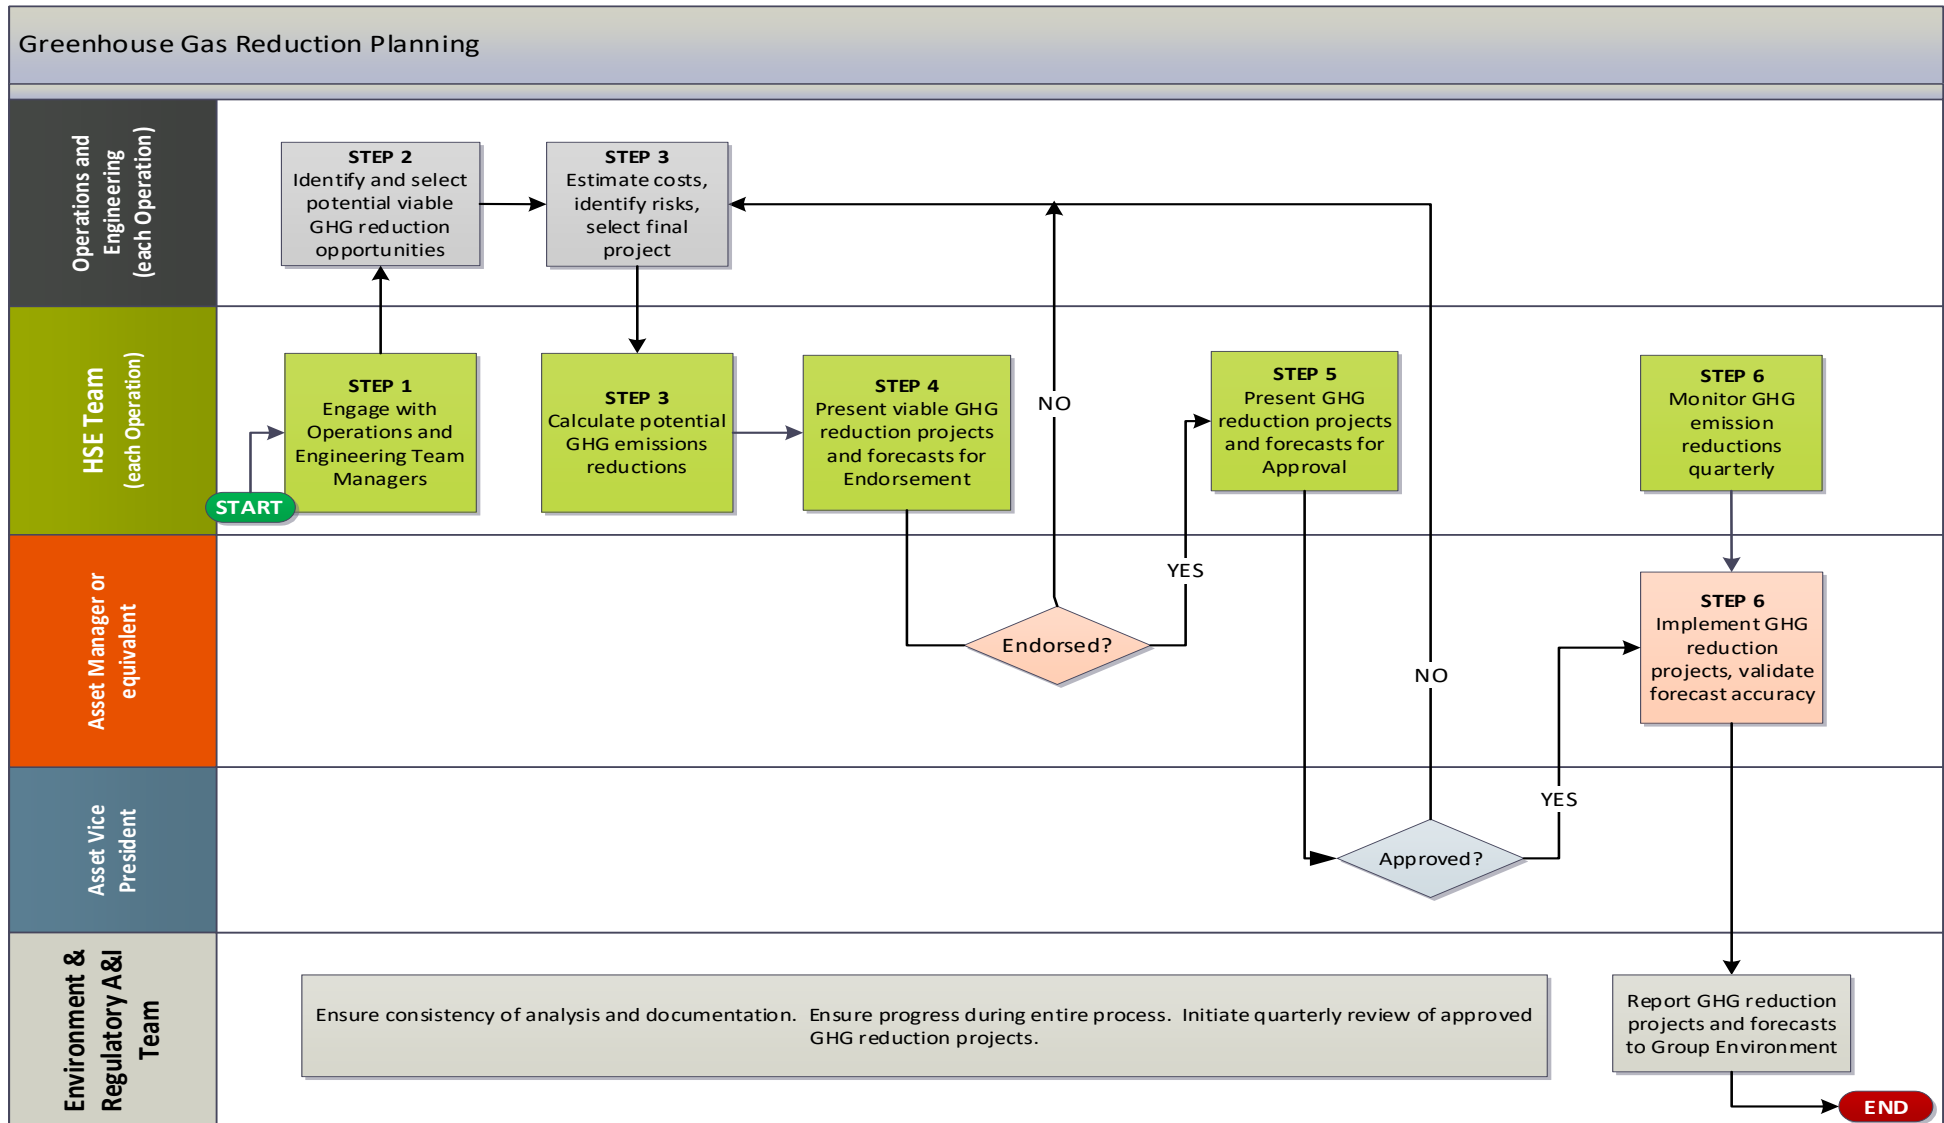 Greenhouse Gas Reduction Planning
Operations and
Engineering
(each Operation)
STEP 2
Identify and select
potential viable
GHG reduction
opportunities
STEP 3
Estimate costs,
identify risks,
select final
project
HSE Team
(each Operation)
START
STEP 1
Engage with
Operations and
Engineering Team
Managers
STEP 3
Calculate potential
GHG emissions
reductions
STEP 4
Present viable GHG
reduction projects
and forecasts for
Endorsement
NO
STEP 5
Present GHG
reduction projects
and forecasts for
Approval
STEP 6
Monitor GHG
emission
reductions
quarterly
Asset Manager or
equivalent
Endorsed?
YES
NO
STEP 6
Implement GHG
reduction
projects, validate
forecast accuracy
Asset Vice
President
Approved?
YES
Environment &
Regulatory A&I
Team
Ensure consistency of analysis and documentation.  Ensure progress during entire process.  Initiate quarterly review of approved
GHG reduction projects.
Report GHG reduction
projects and forecasts
to Group Environment
END